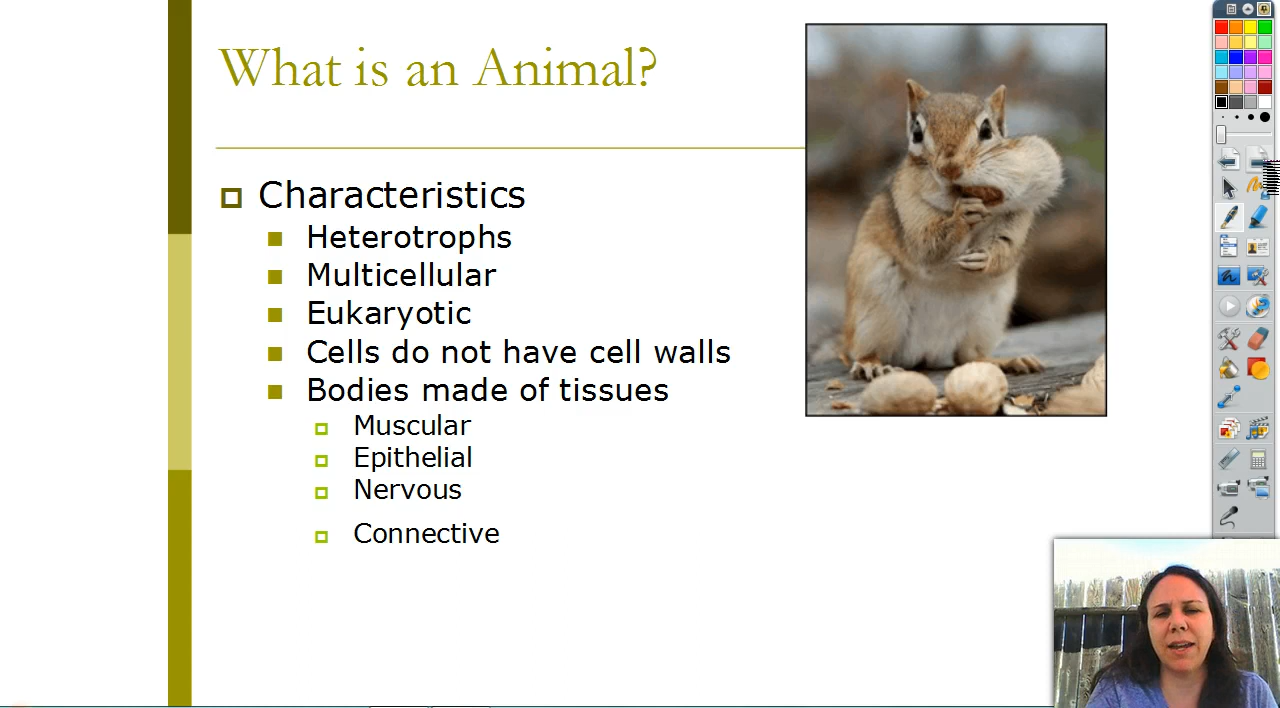 What is an Animal?
Characteristics
Heterotrophs
Multicellular
Eukaryotic
Cells do not have cell walls
Bodies made of tissues
Muscular
Epithelial
Nervous
Connective